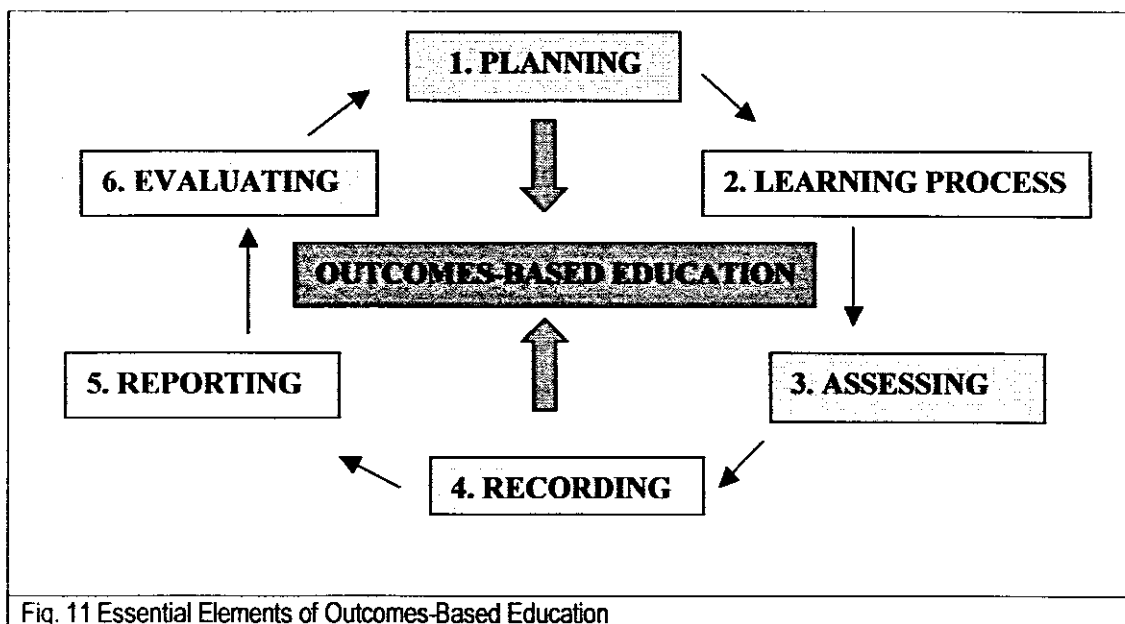 1. PLANNING
6. EVALUATING
2. LEARNING PROCESS
OUTCOMES-BASED EDUCATION
5. REPORTING
3. ASSESSING
4. RECORDING
Fig. 11 Essential Elements of Outcomes-Based Education